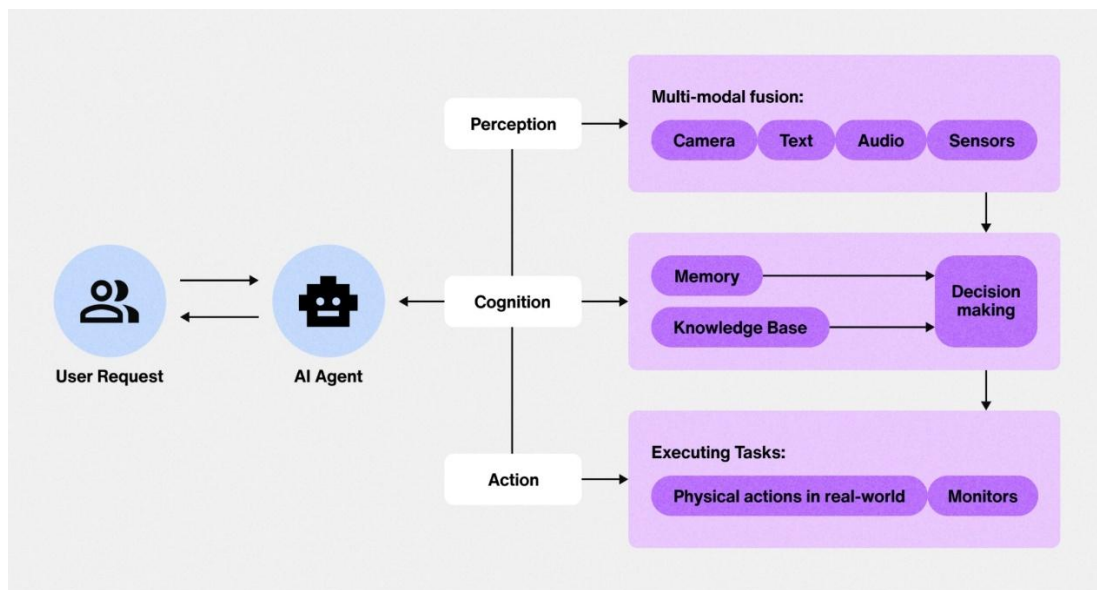 Perception
Multi-modal fusion:
Camera
Text
Audio
Sensors
User Request
AI Agent
Cognition
Memory
Knowledge Base
Decision
making
Action
Executing Tasks:
Physical actions in real-world
Monitors